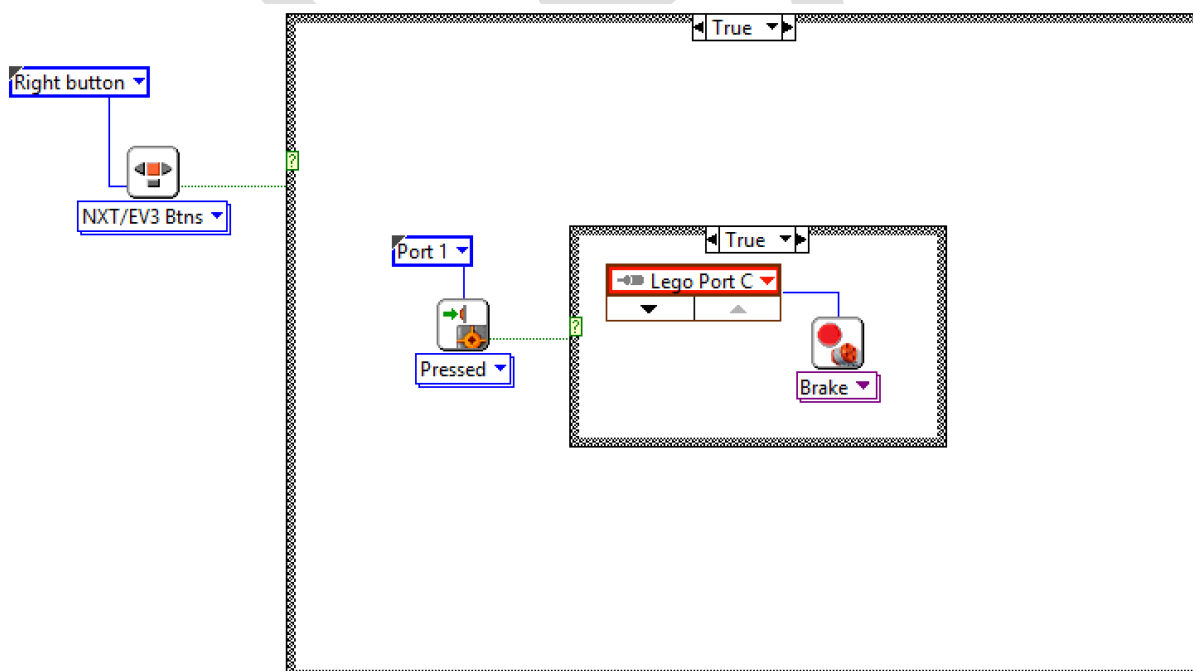 True
Right button
?
NXT/EV3 Btns
True
Port 1
Lego Port C
?
Pressed
Brake